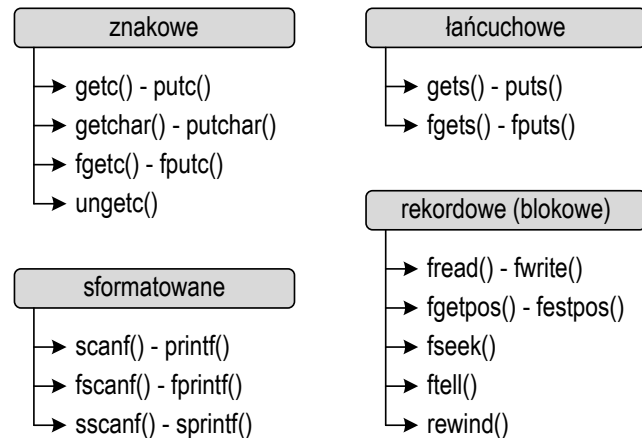 znakowe
getc() - putc()
getchar() - putchar()
fgetc() - fputc()
ungetc()
sformatowane
scanf() - printf()
fscanf() - fprintf()
sscanf() - sprintf()
łańcuchowe
gets() - puts()
fgets() - fputs()
rekordowe (blokowe)
fread() - fwrite()
fgetpos() - festpos()
fseek()
ftell()
rewind()